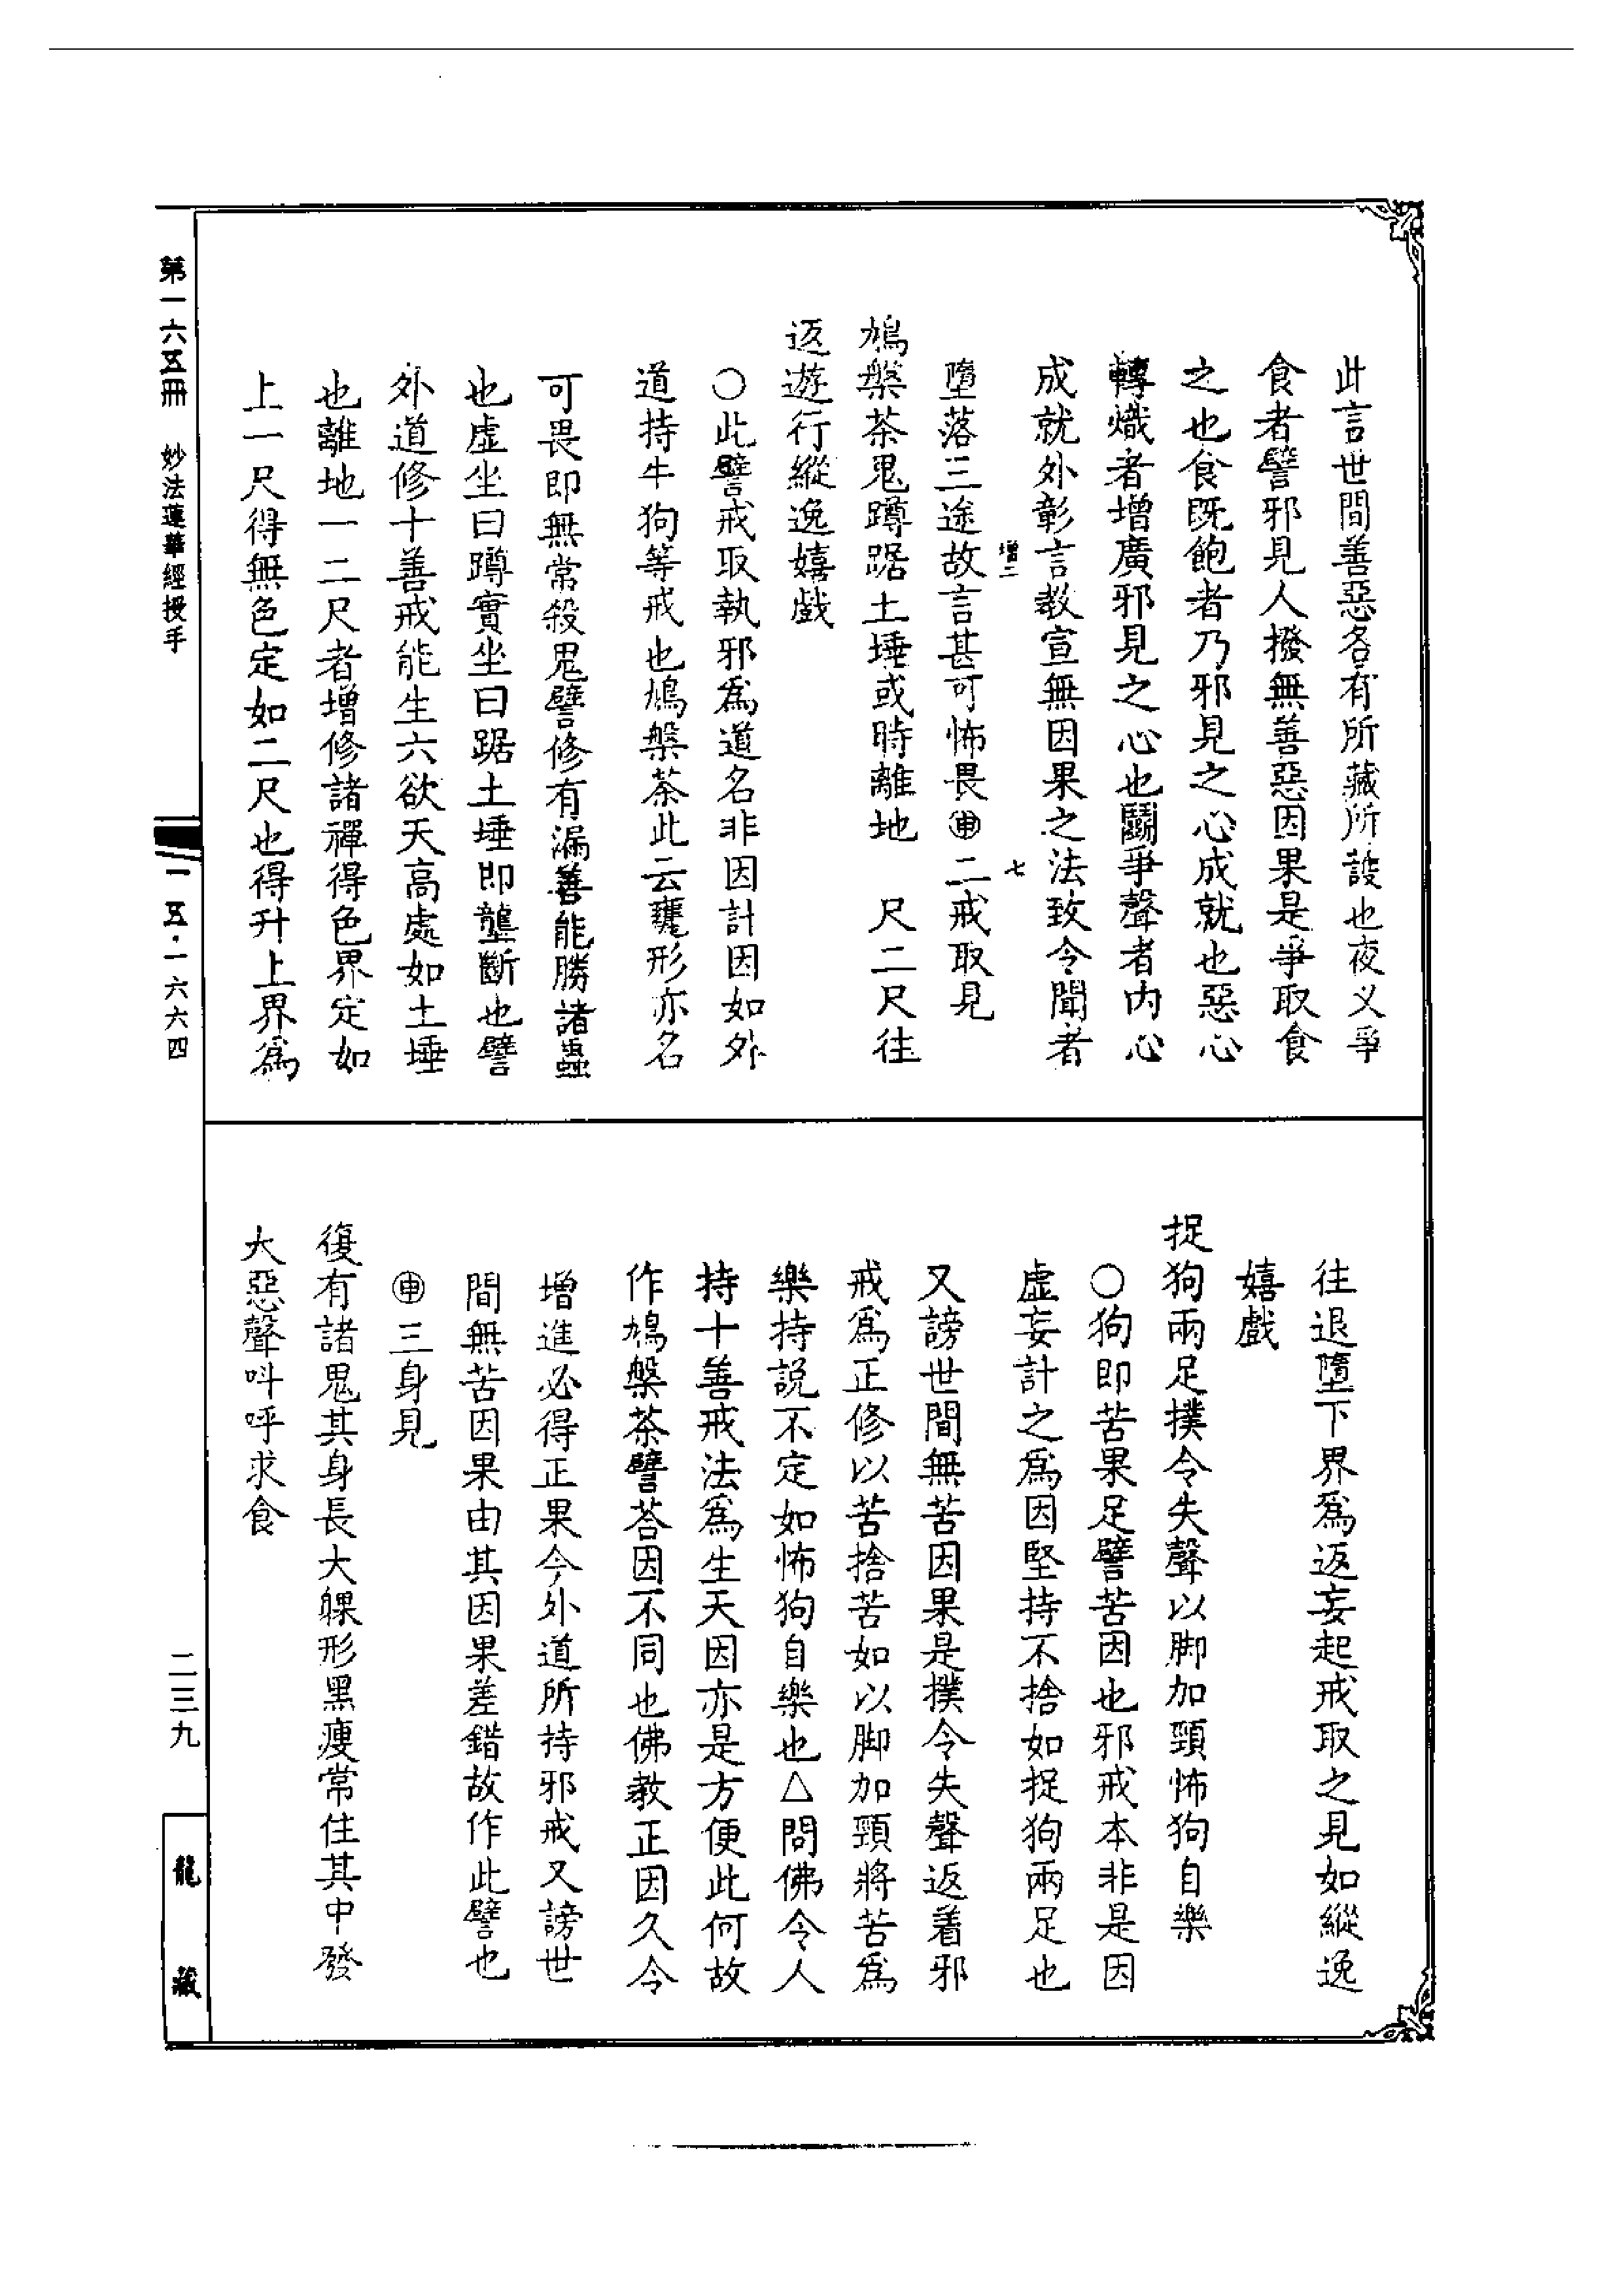 此言世間善惡各有所藏所護也夜义爭
食者譬邪見人撥無善惡因果是爭取食
之也食既飽者乃邪見之心成就也惡心
轉熾者增廣邪見之心也鬬爭聲者内心
成就外彰言教宣無因果之法致令聞者
增二 七
墮落三途故言甚可怖畏㊥二戒取見
鳩槃茶鬼蹲踞土埵或時離地 尺二尺往
返遊行縱逸嬉戲
○此譬戒取執邪爲道名非因計因如外
道持牛狗等戒也鳩槃茶此云甕形亦名
可畏即無常殺鬼譬修有漏善能勝諸蟲
也虛坐曰蹲實坐曰踞土埵即壟斷也譬
外道修十善戒能生六欲天高處如土埵
也離地一二尺者增修諸禪得色界定如
上一尺得無色定如二尺也得升上界爲
往退墮下界爲返妄起戒取之見如縱逸
嬉戲
捉狗兩足撲令失聲以脚加頸怖狗自樂
○狗即苦果足譬苦因也邪戒本非是因
虛妄計之爲因堅持不捨如捉狗兩足也
又謗世間無苦因果是撲令失聲返着邪
戒爲正修以苦捨苦如以脚加頸將苦爲
樂持説不定如怖狗自樂也△問佛令人
持十善戒法爲生天因亦是方便此何故
作鳩槃茶譬荅因不同也佛教正因久令
增進必得正果今外道所持邪戒又謗世
間無苦因果由其因果差錯故作此譬也
㊥三身見
復有諸鬼其身長大躶形黑瘦常住其中發
大惡聲呌呼求食
第一六五冊 妙法蓮華經授手
一五·一六六四
二三九
龍藏